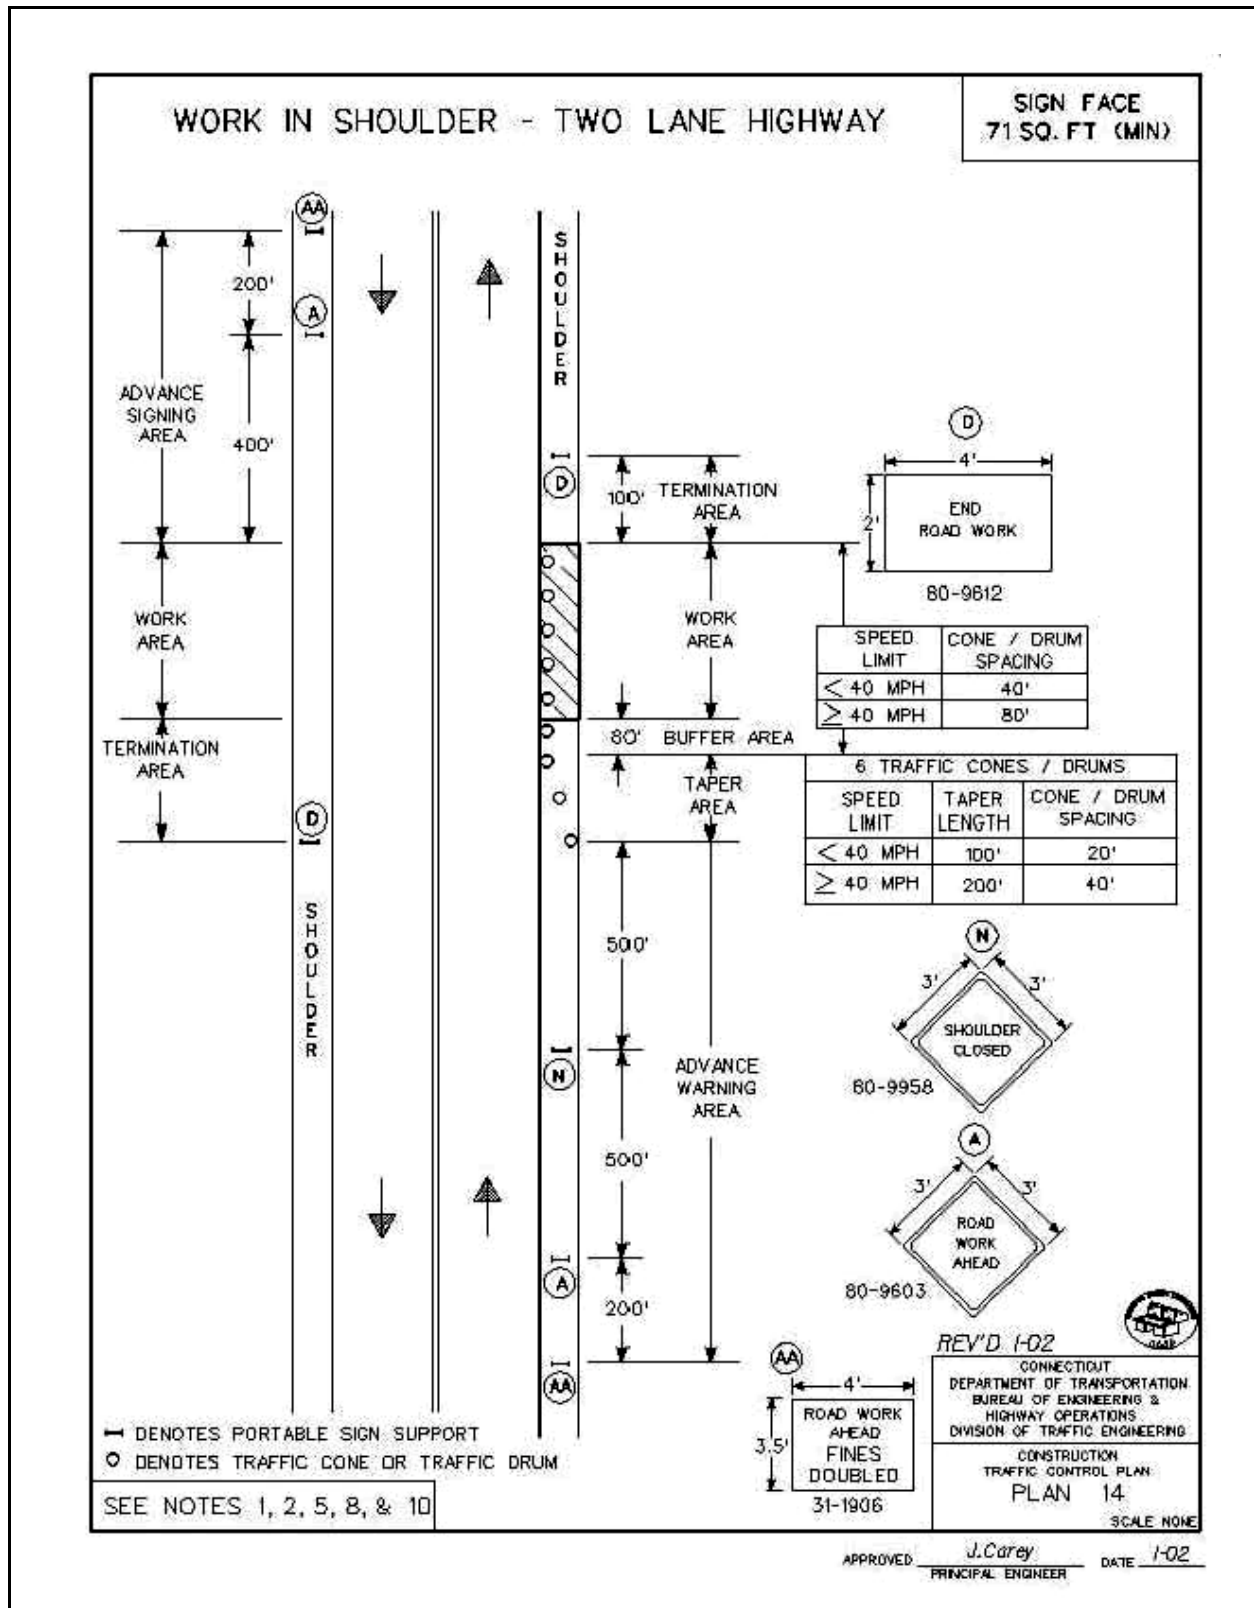 WORK IN SHOULDER - TWO LANE HIGHWAY
SIGN FACE
71 SQ. FT (MIN)
AA
200'
A
ADVANCE
SIGNING
AREA
400'
WORK
AREA
TERMINATION
AREA
D
SHOULDER
SHOULDER
D
100'
TERMINATION
AREA
WORK
AREA
80' BUFFER AREA
TAPER
AREA
500'
N
500'
ADVANCE
WARNING
AREA
A
200'
AA
D
4'
2'
END
ROAD WORK
80-9612
SPEED LIMIT CONE / DRUM SPACING
< 40 MPH 40'
≥ 40 MPH 80'
6 TRAFFIC CONES / DRUMS
SPEED LIMIT TAPER LENGTH CONE / DRUM SPACING
< 40 MPH 100' 20'
≥ 40 MPH 200' 40'
N
3' 3'
SHOULDER
CLOSED
80-9958
A
3' 3'
ROAD
WORK
AHEAD
80-9603
AA
4'
3.5'
ROAD WORK
AHEAD
FINES
DOUBLED
31-1906
REV'D 1-02
CONNECTICUT
DEPARTMENT OF TRANSPORTATION
BUREAU OF ENGINEERING &
HIGHWAY OPERATIONS
DIVISION OF TRAFFIC ENGINEERING
CONSTRUCTION
TRAFFIC CONTROL PLAN
PLAN 14
SCALE NONE
DENOTES PORTABLE SIGN SUPPORT
DENOTES TRAFFIC CONE OR TRAFFIC DRUM
SEE NOTES 1, 2, 5, 8, & 10
APPROVED J.Carey DATE 1-02
PRINCIPAL ENGINEER